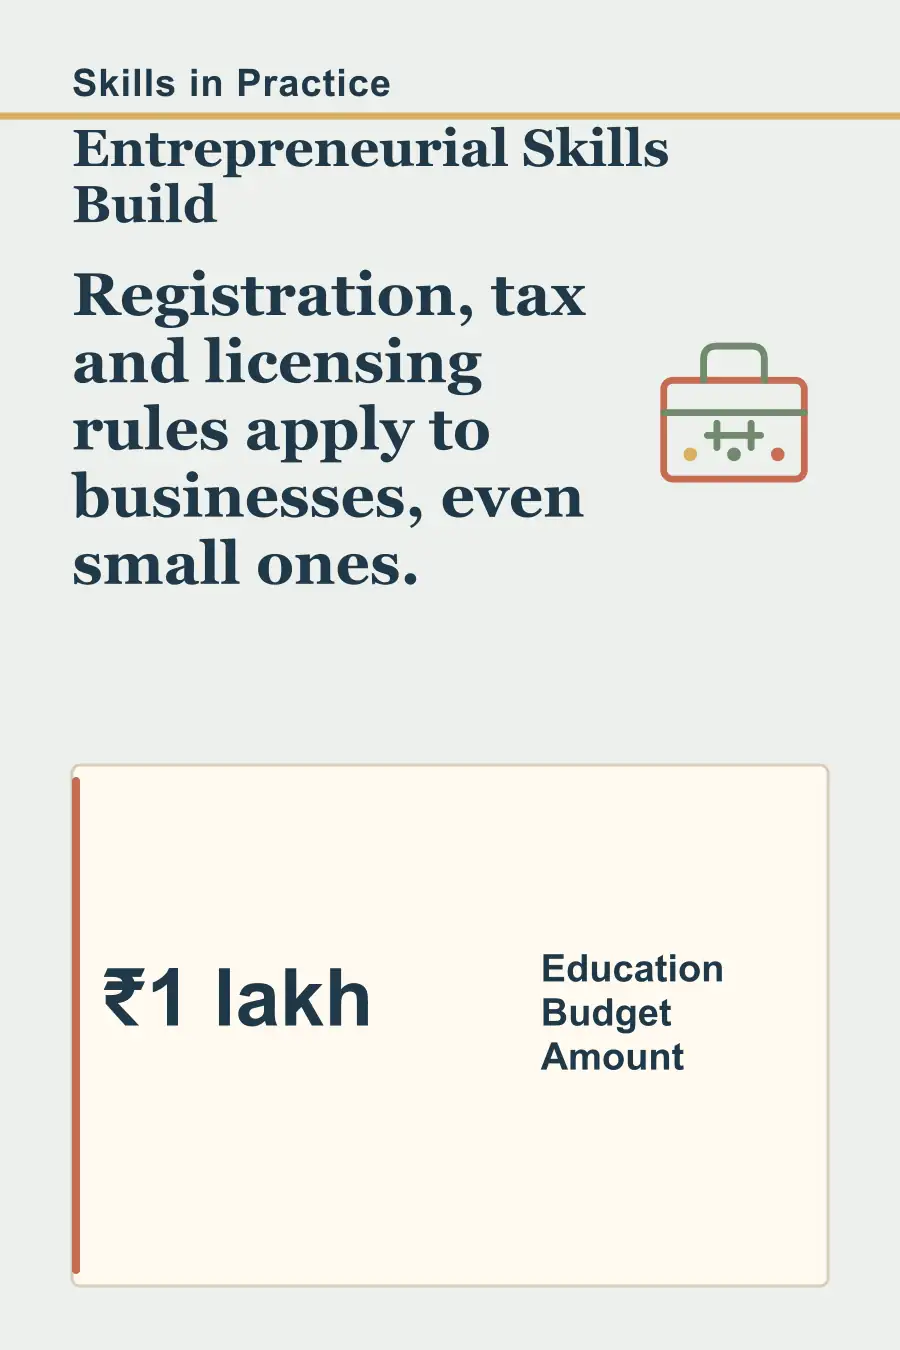 Skills in Practice
Entrepreneurial Skills
Build
Registration, tax
and licensing
rules apply to
businesses, even
small ones.
₹1 lakh
Education
Budget
Amount